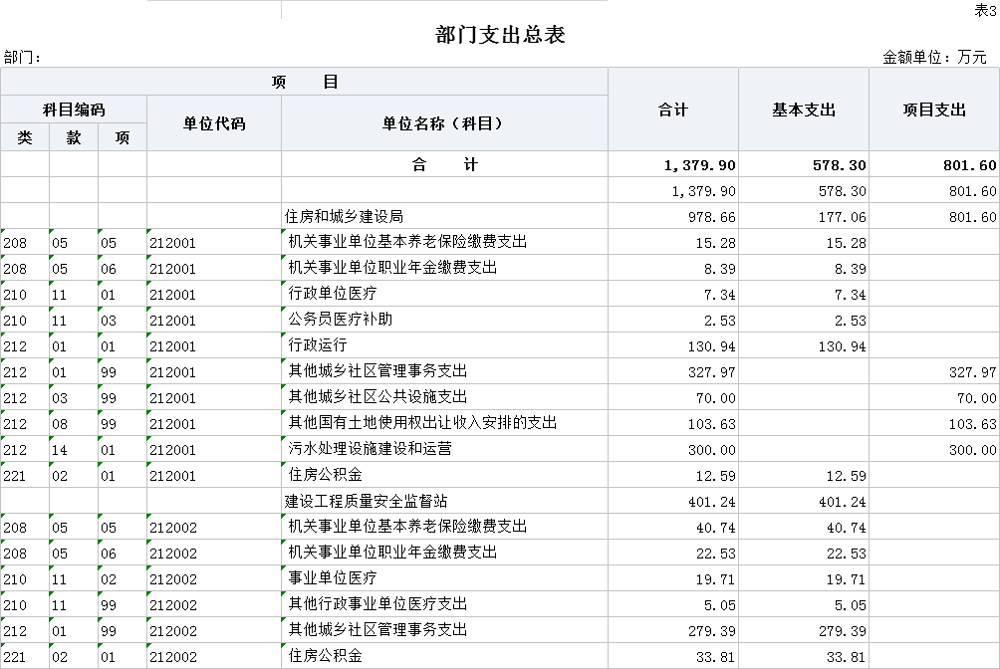 表3
部门支出总表
部门： 金额单位：万元
项 目 合计 基本支出 项目支出
科目编码 单位代码 单位名称（科目）
类 款 项
合 计 1,379.90 578.30 801.60
1,379.90 578.30 801.60
住房和城乡建设局 978.66 177.06 801.60
208 05 05 212001 机关事业单位基本养老保险缴费支出 15.28 15.28
208 05 06 212001 机关事业单位职业年金缴费支出 8.39 8.39
210 11 01 212001 行政单位医疗 7.34 7.34
210 11 03 212001 公务员医疗补助 2.53 2.53
212 01 01 212001 行政运行 130.94 130.94
212 01 99 212001 其他城乡社区管理事务支出 327.97 327.97
212 03 99 212001 其他城乡社区公共设施支出 70.00 70.00
212 08 99 212001 其他国有土地使用权出让收入安排的支出 103.63 103.63
212 14 01 212001 污水处理设施建设和运营 300.00 300.00
221 02 01 212001 住房公积金 12.59 12.59
建设工程质量安全监督站 401.24 401.24
208 05 05 212002 机关事业单位基本养老保险缴费支出 40.74 40.74
208 05 06 212002 机关事业单位职业年金缴费支出 22.53 22.53
210 11 02 212002 事业单位医疗 19.71 19.71
210 11 99 212002 其他行政事业单位医疗支出 5.05 5.05
212 01 99 212002 其他城乡社区管理事务支出 279.39 279.39
221 02 01 212002 住房公积金 33.81 33.81